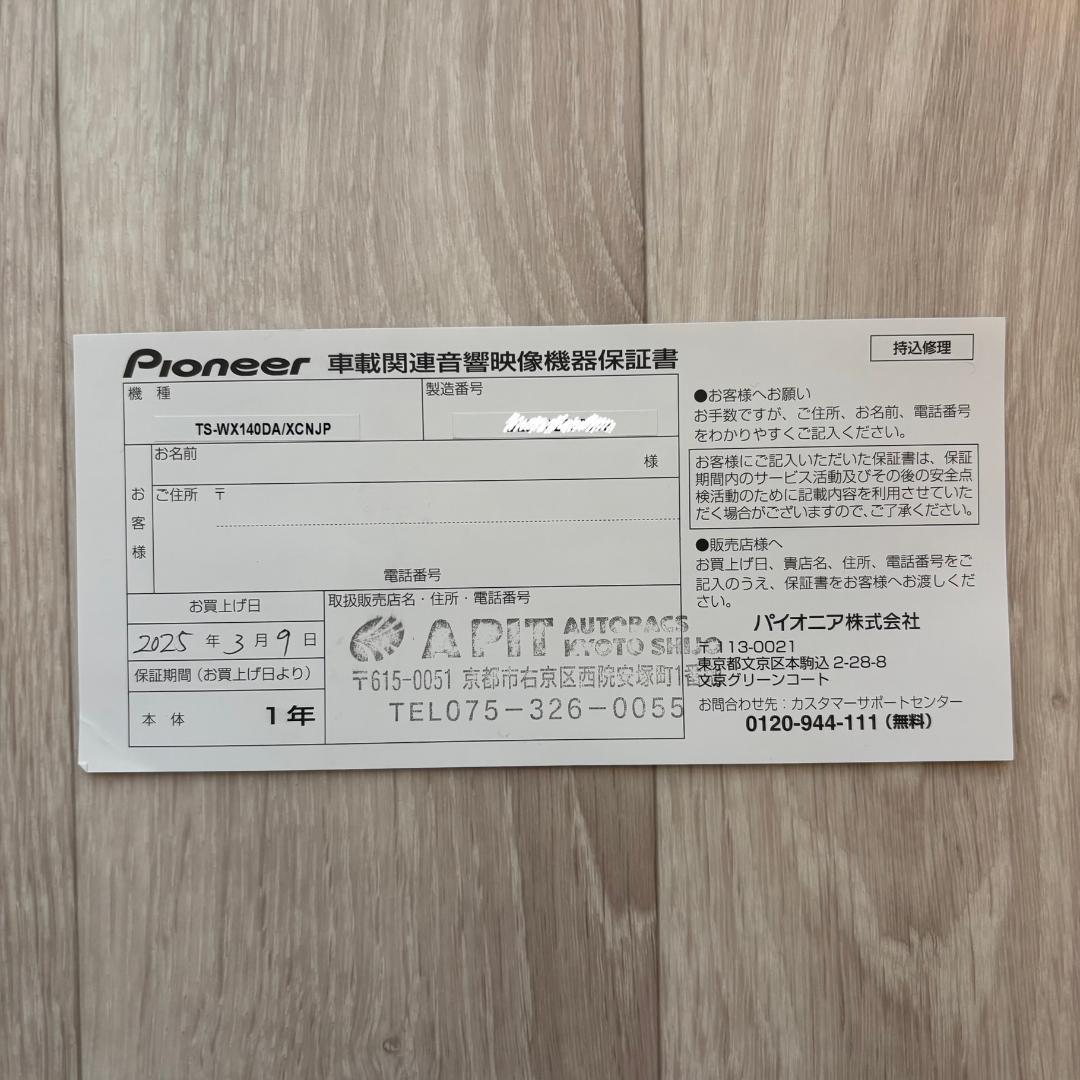 Pioneer 車載関連音響映像機器保証書
持込修理
機 種
TS-WX140DA/XCNJP
製造番号
お客様
お名前
様
ご住所 〒
電話番号
お買上げ日
2025 年 3 月 9 日
保証期間(お買上げ日より)
本 体 1年
取扱販売店名・住所・電話番号
APIT AUTOBACS
KYOTO SHIJO
〒615-0051 京都市右京区西院安塚町1番
TEL075-326-0055
●お客様へお願い
お手数ですが、ご住所、お名前、電話番号
をわかりやすくご記入ください。
お客様にご記入いただいた保証書は、保証
期間内のサービス活動及びその後の安全点
検活動のために記載内容を利用させていた
だく場合がございますので、ご了承ください。
●販売店様へ
お買上げ日、貴店名、住所、電話番号をご
記入のうえ、保証書をお客様へお渡しくだ
さい。
パイオニア株式会社
〒113-0021
東京都文京区本駒込 2-28-8
文京グリーンコート
お問合わせ先:カスタマーサポートセンター
0120-944-111(無料)